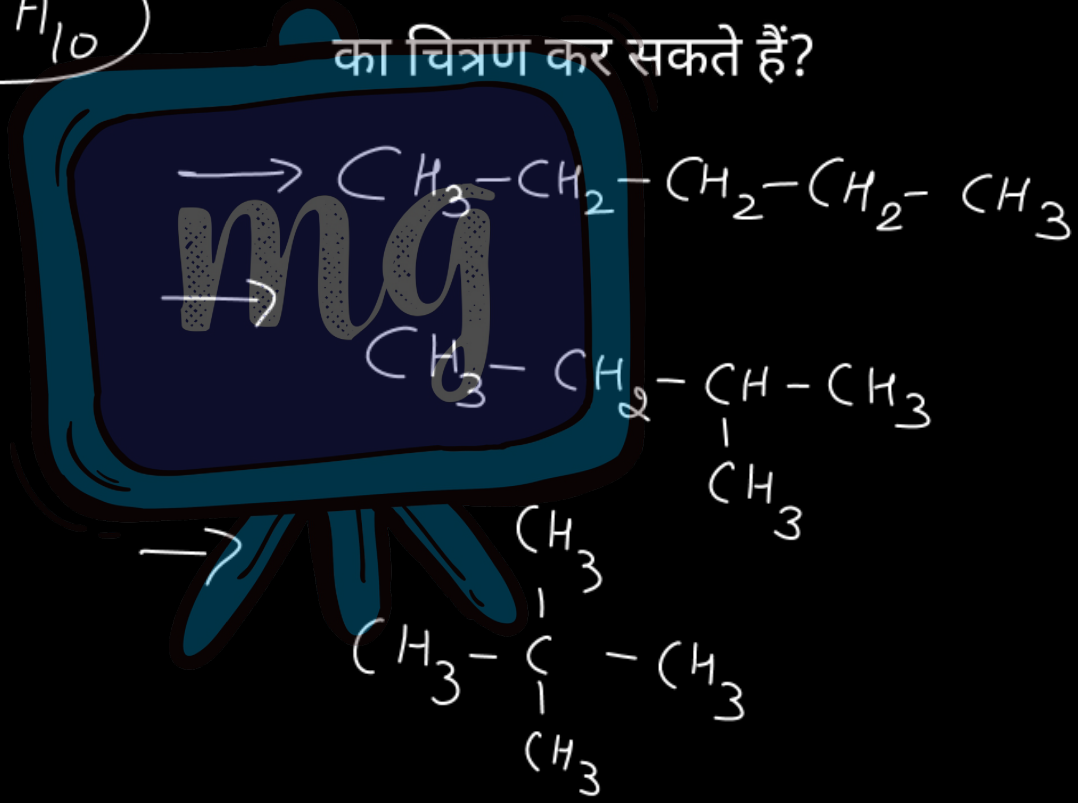 H₁₀
का चित्रण कर सकते हैं?
→ CH₃-CH₂-CH₂-CH₂-CH₃
→
CH₃-CH₂-CH-CH₃
|
CH₃
→
CH₃
|
CH₃-C-CH₃
|
CH₃
mg